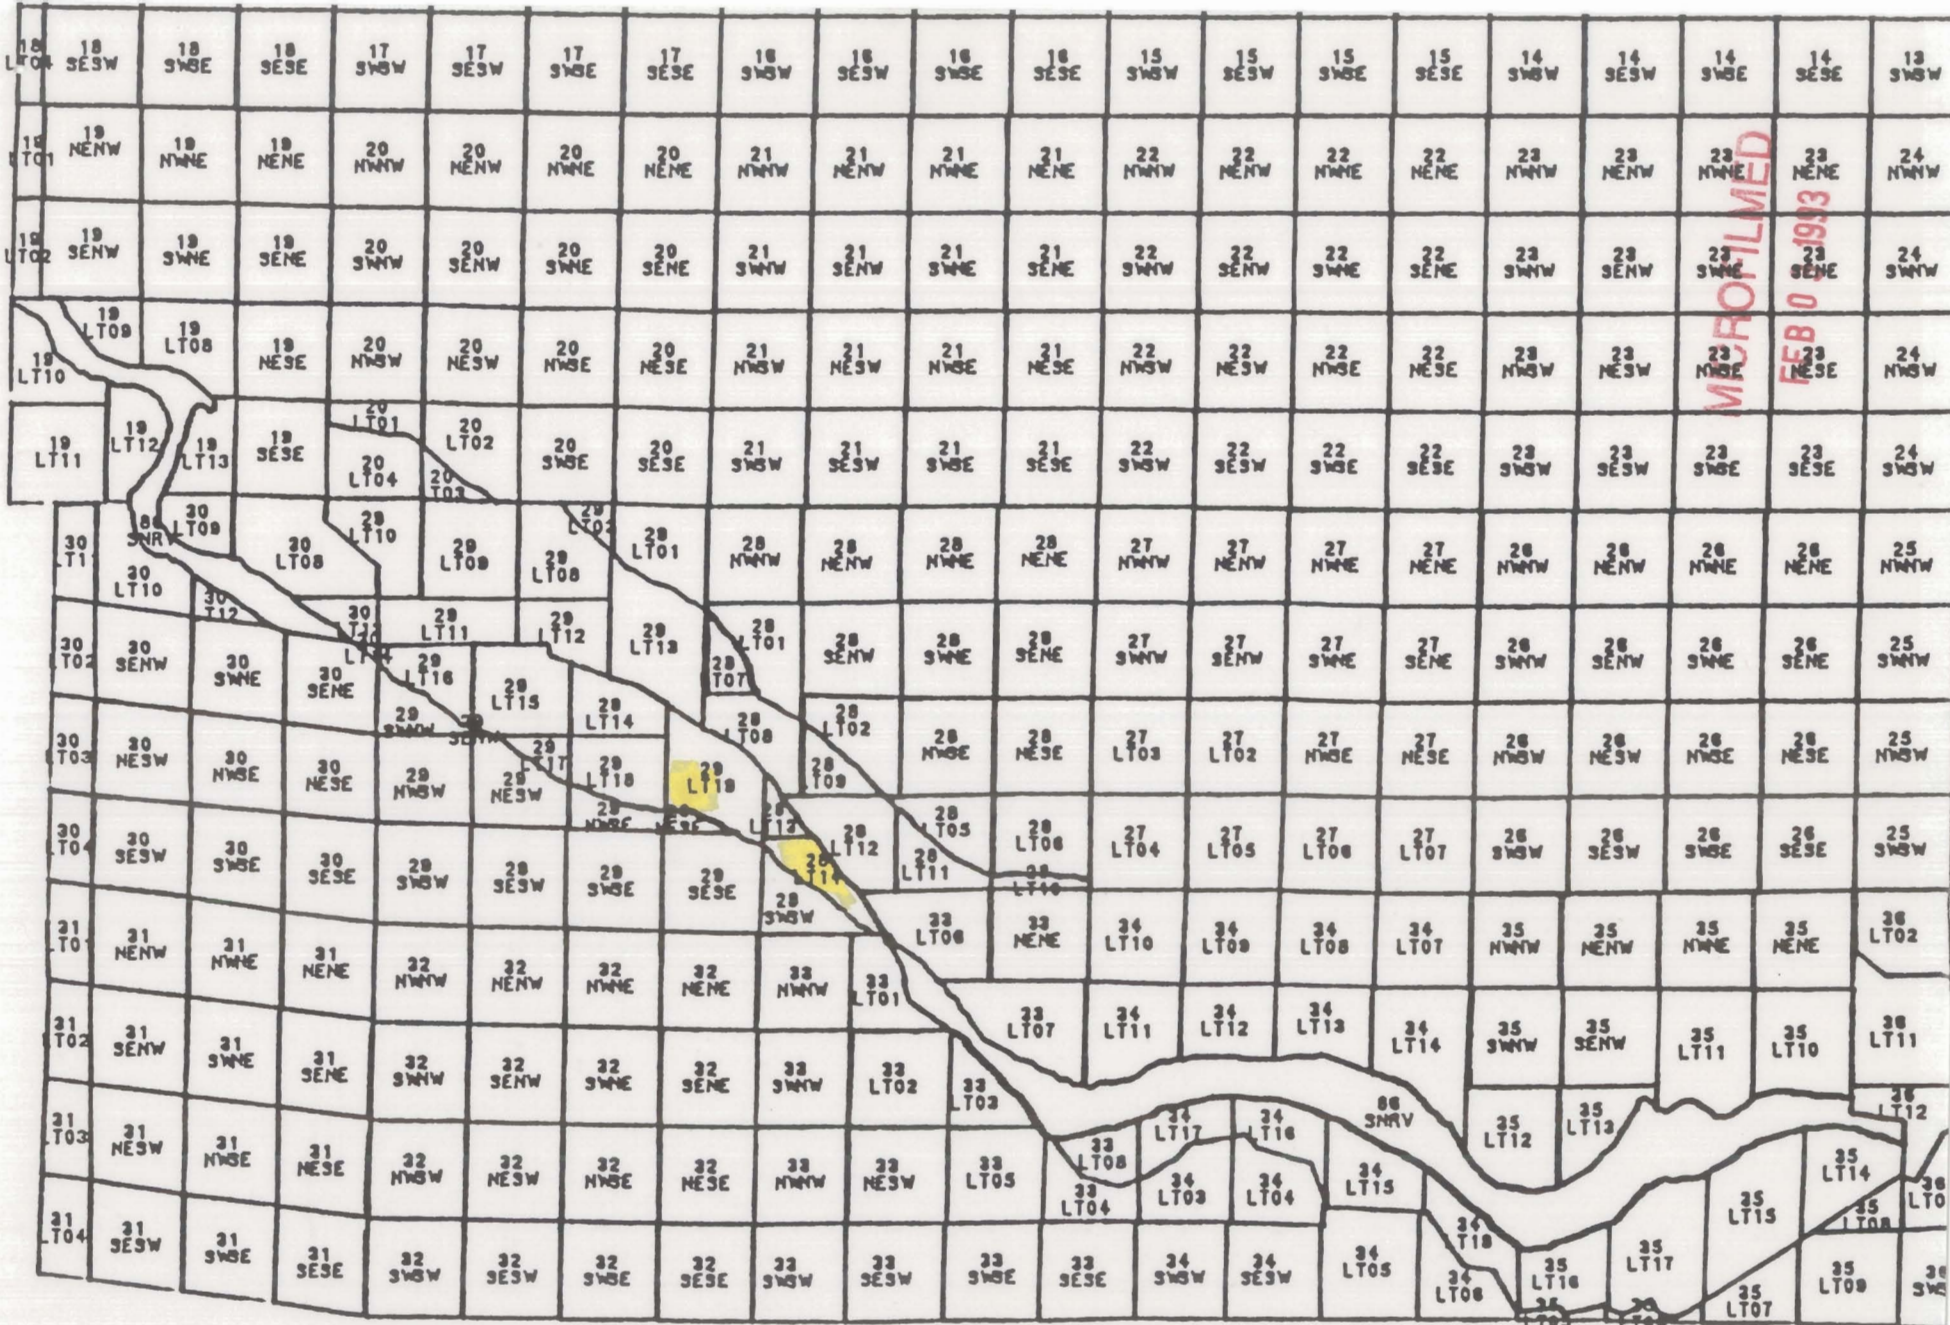 18 LT04 18 SESW 18 SWSE 18 SESE 17 SWSW 17 SESW 17 SWSE 17 SESE 16 SWSW 16 SESW 16 SWSE 16 SESE 15 SWSW 15 SESW 15 SWSE 15 SESE 14 SWSW 14 SESW 14 SWSE 14 SESE 13 SWSW
19 LT01 19 NENW 19 NWNE 19 NENE 20 NWNW 20 NENW 20 NWNE 20 NENE 21 NWNW 21 NENW 21 NWNE 21 NENE 22 NWNW 22 NENW 22 NWNE 22 NENE 23 NWNW 23 NENW 23 NWNE 23 NENE 24 NWNW
19 LT02 19 SENW 19 SWNE 19 SENE 20 SWNW 20 SENW 20 SWNE 20 SENE 21 SWNW 21 SENW 21 SWNE 21 SENE 22 SWNW 22 SENW 22 SWNE 22 SENE 23 SWNW 23 SENW 23 SWNE 23 SENE 24 SWNW
19 LT10 19 LT09 19 LT08 19 NESE 20 NWSW 20 NESW 20 NWSE 20 NESE 21 NWSW 21 NESW 21 NWSE 21 NESE 22 NWSW 22 NESW 22 NWSE 22 NESE 23 NWSW 23 NESW 23 NWSE 23 NESE 24 NWSW
MICROFILMED
FEB 0 1993
19 LT11 19 LT12 19 LT13 19 SESE 20 LT01 20 LT04 20 LT02 20 T03 20 SWSE 20 SESE 21 SWSW 21 SESW 21 SWSE 21 SESE 22 SWSW 22 SESW 22 SWSE 22 SESE 23 SWSW 23 SESW 23 SWSE 23 SESE 24 SWSW
30 30 LT10 SNRV 30 LT09 30 LT08 29 LT10 29 LT09 29 LT08 29 LT02 29 LT01 28 NWNW 28 NENW 28 NWNE 28 NENE 27 NWNW 27 NENW 27 NWNE 27 NENE 26 NWNW 26 NENW 26 NWNE 26 NENE 25 NWNW
30 LT02 30 SENW 30 T12 30 SWNE 30 SENE 30 29 LT11 29 LT16 29 LT15 29 LT12 29 LT14 29 LT13 28 T07 28 LT01 28 SENW 28 SWNE 28 SENE 27 SWNW 27 SENW 27 SWNE 27 SENE 26 SWNW 26 SENW 26 SWNE 26 SENE 25 SWNW
30 LT03 30 NESW 30 NWSE 30 NESE 29 SWNW 29 NWSW 29 SENW 29 NESW 29 LT17 29 LT18 29 NWSE 29 LT19 NESE 28 LT08 28 LT02 28 LT09 28 NWSE 28 NESE 27 LT03 27 LT02 27 NWSE 27 NESE 26 NWSW 26 NESW 26 NWSE 26 NESE 25 NWSW
30 LT04 30 SESW 30 SWSE 30 SESE 29 SWSW 29 SESW 29 SWSE 29 SESE 28 LT13 28 28 SWSW 28 LT12 28 LT11 28 LT05 28 LT06 28 LT10 27 LT04 27 LT05 27 LT06 27 LT07 26 SWSW 26 SESW 26 SWSE 26 SESE 25 SWSW
31 LT01 31 NENW 31 NWNE 31 NENE 32 NWNW 32 NENW 32 NWNE 32 NENE 33 NWNW 33 LT01 33 LT06 33 NENE 34 LT10 34 LT09 34 LT08 34 LT07 35 NWNW 35 NENW 35 NWNE 35 NENE 36 LT02
31 LT02 31 SENW 31 SWNE 31 SENE 32 SWNW 32 SENW 32 SWNE 32 SENE 33 SWNW 33 LT02 33 LT03 33 LT07 34 LT11 34 LT12 34 LT13 34 LT14 35 SWNW 35 SENW 35 LT11 35 LT10 36 LT11
31 LT03 31 NESW 31 NWSE 31 NESE 32 NWSW 32 NESW 32 NWSE 32 NESE 33 NWSW 33 NESW 33 LT05 33 LT08 33 LT04 34 LT17 34 LT03 34 LT16 34 LT04 34 LT15 86 SNRV 35 LT12 35 LT13 35 LT14 36 LT12
31 LT04 31 SESW 31 SWSE 31 SESE 32 SWSW 32 SESW 32 SWSE 32 SESE 33 SWSW 33 SESW 33 SWSE 33 SESE 34 SWSW 34 SESW 34 LT05 34 T18 34 LT06 35 LT16 35 LT17 35 LT15 35 LT07 35 LT08 35 LT09